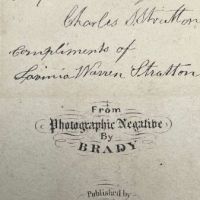 Charles S. Stratton
Compliments of
Lavinia Warren Stratton
From
Photographic Negative
By
BRADY
Published by